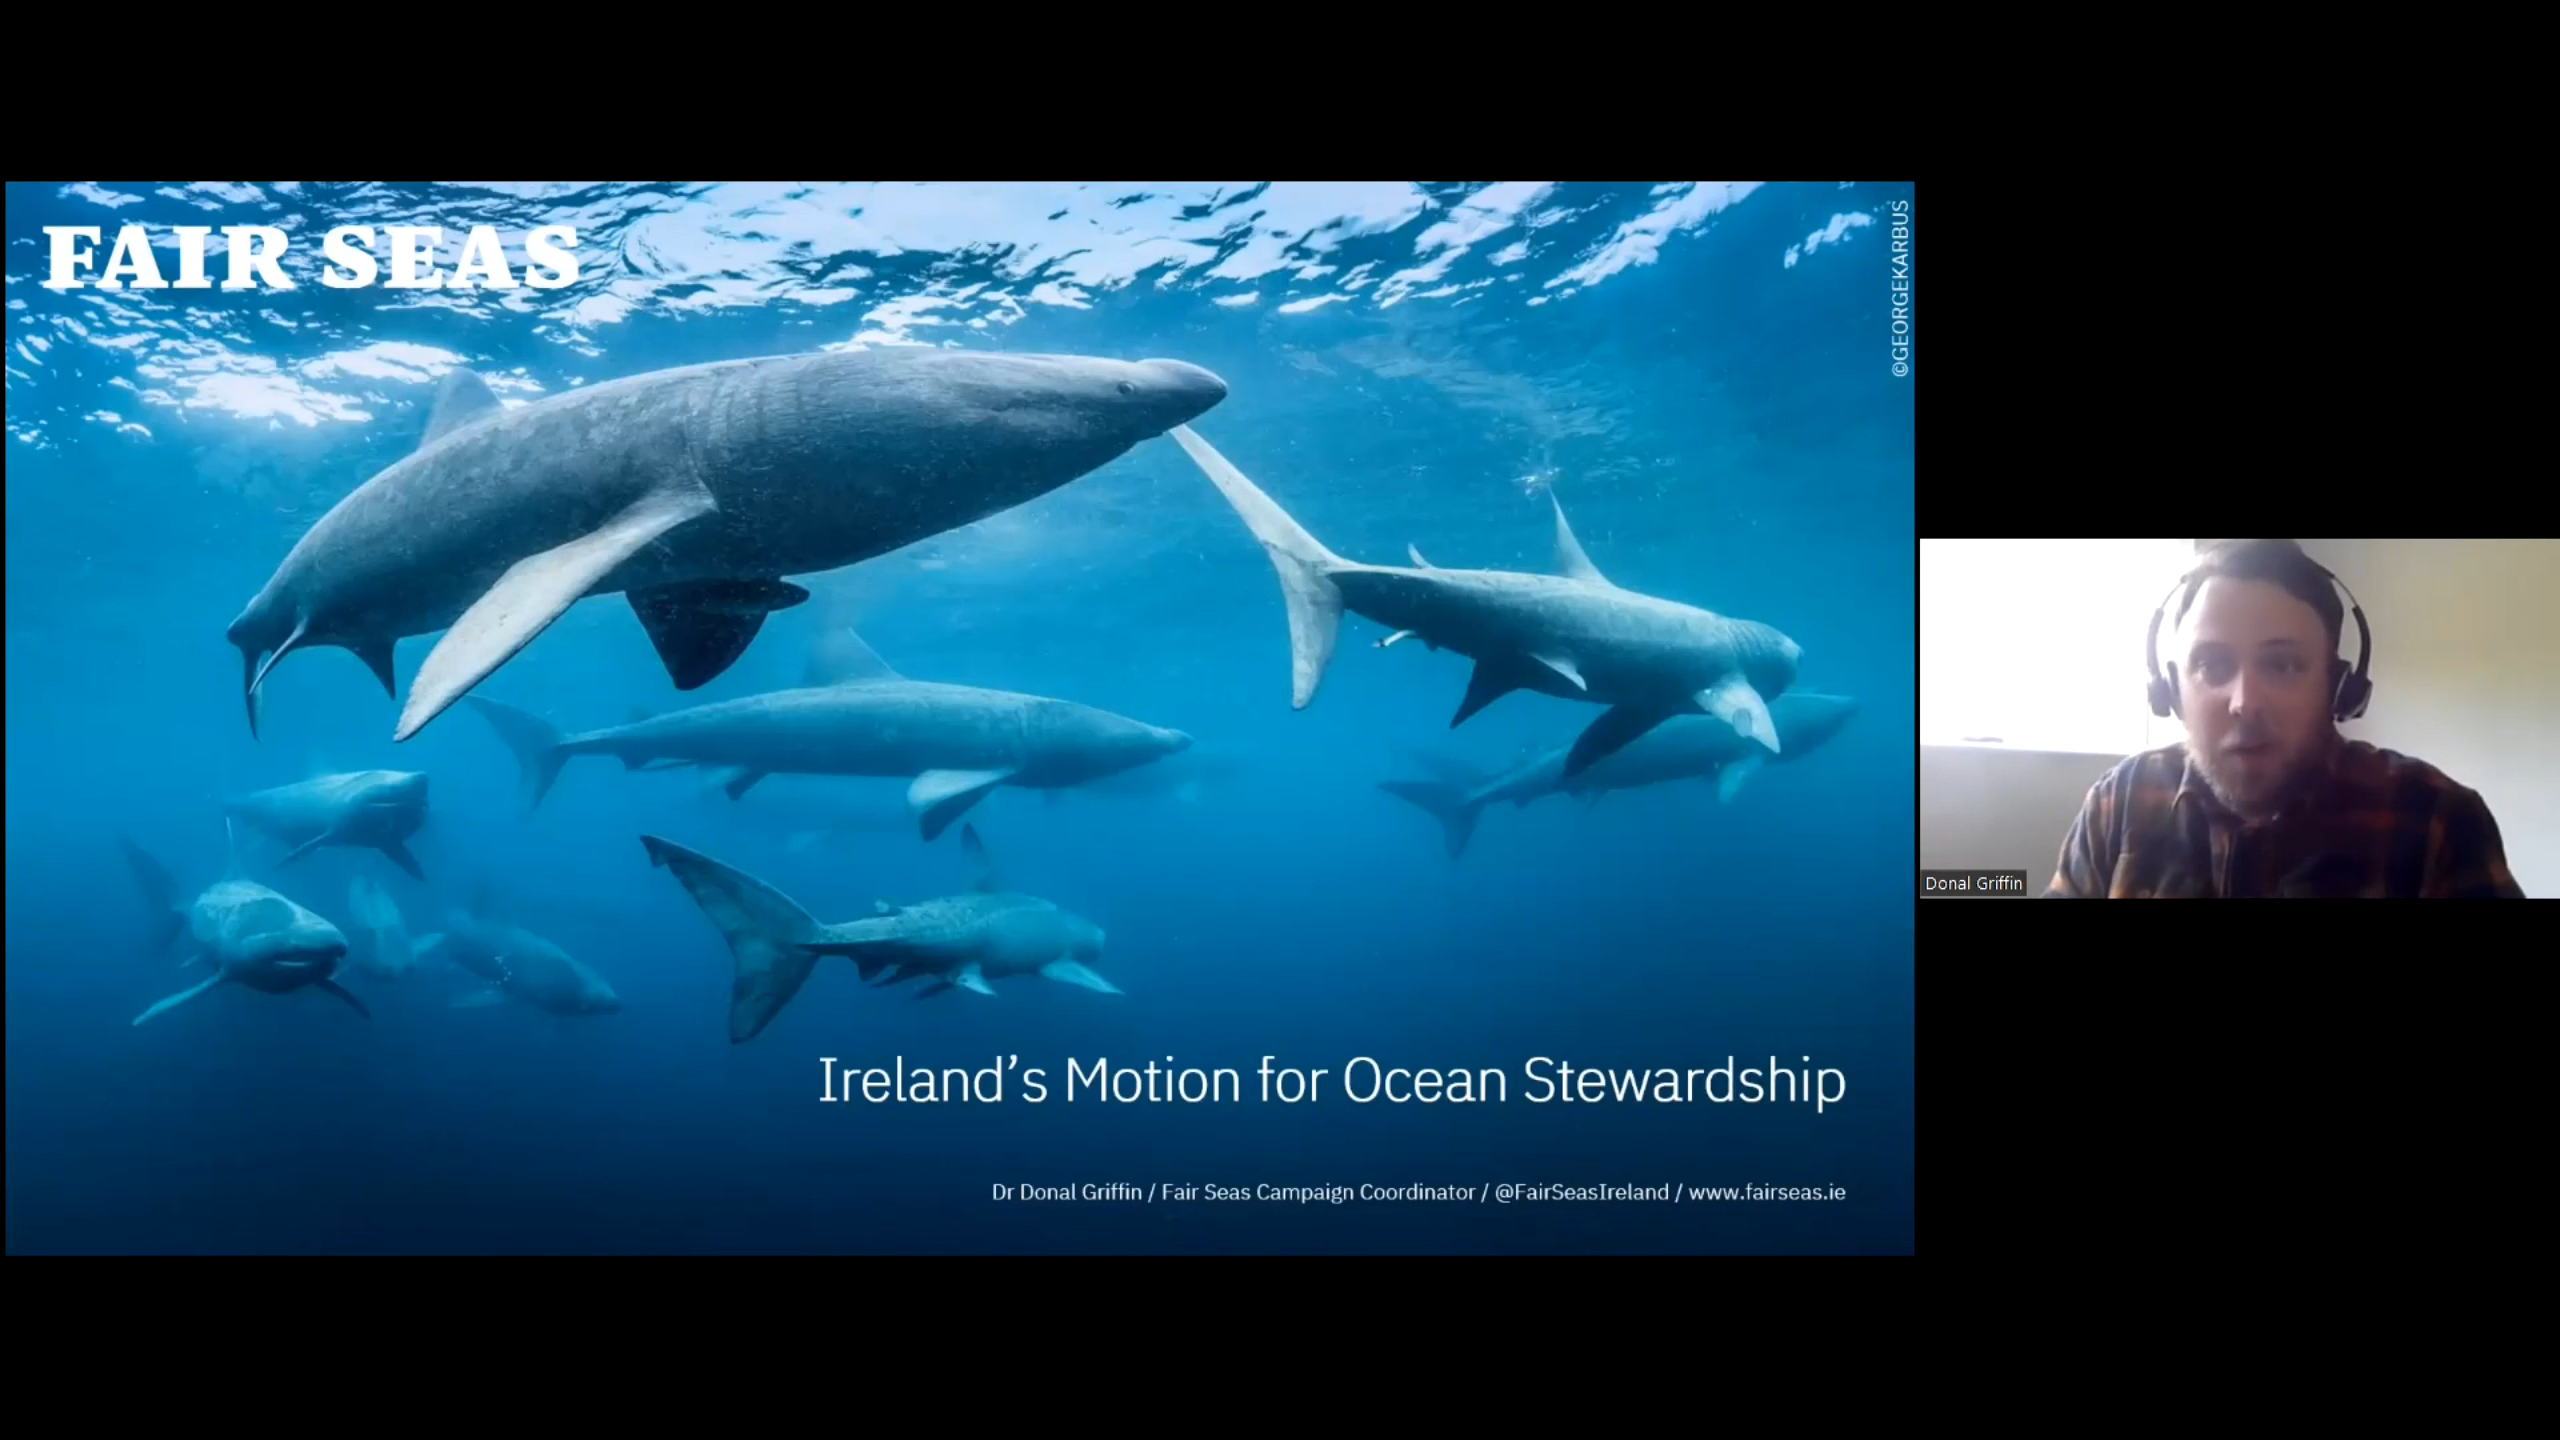 FAIR SEAS
©GEORGEKARBUS
Donal Griffin
Ireland’s Motion for Ocean Stewardship
Dr Donal Griffin / Fair Seas Campaign Coordinator / @FairSeasIreland / www.fairseas.ie